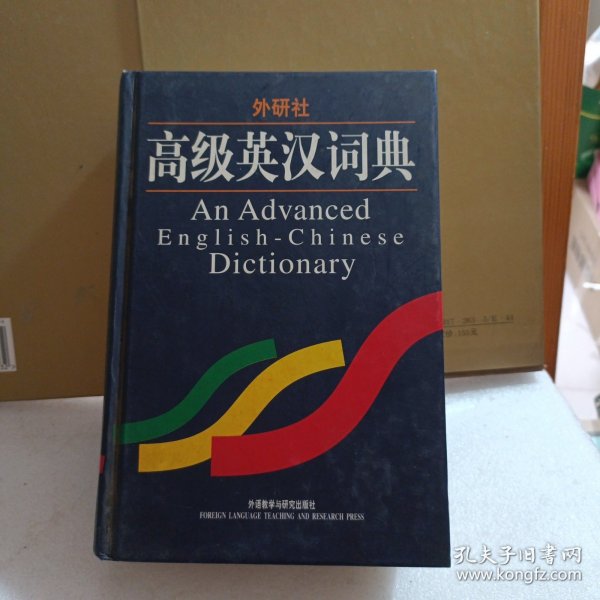 外研社
高级英汉词典
An Advanced
English-Chinese
Dictionary
外语教学与研究出版社
FOREIGN LANGUAGE TEACHING AND RESEARCH PRESS
孔夫子旧书网
www.kongfz.com